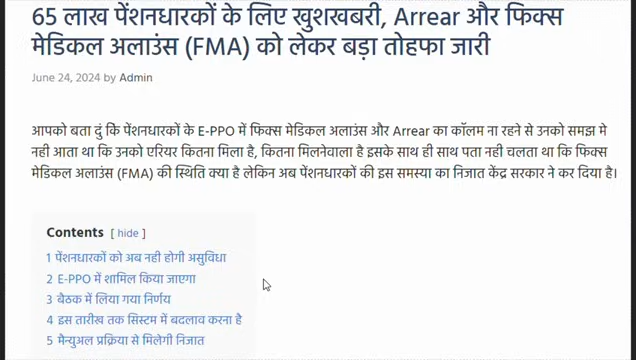 65 लाख पेंशनधारकों के लिए खुशखबरी, Arrear और फिक्स
मेडिकल अलाउंस (FMA) को लेकर बड़ा तोहफा जारी
June 24, 2024 by Admin
आपको बता दुं कि पेंशनधारकों के E-PPO में फिक्स मेडिकल अलाउंस और Arrear का कॉलम ना रहने से उनको समझ मे
नही आता था कि उनको एरियर कितना मिला है, कितना मिलनेवाला है इसके साथ ही साथ पता नही चलता था कि फिक्स
मेडिकल अलाउंस (FMA) की स्थिति क्या है लेकिन अब पेंशनधारकों की इस समस्या का निजात केंद्र सरकार ने कर दिया है।
Contents [ hide ]
1 पेंशनधारकों को अब नही होगी असुविधा
2 E-PPO में शामिल किया जाएगा
3 बैठक में लिया गया निर्णय
4 इस तारीख तक सिस्टम में बदलाव करना है
5 मैन्युअल प्रक्रिया से मिलेगी निजात